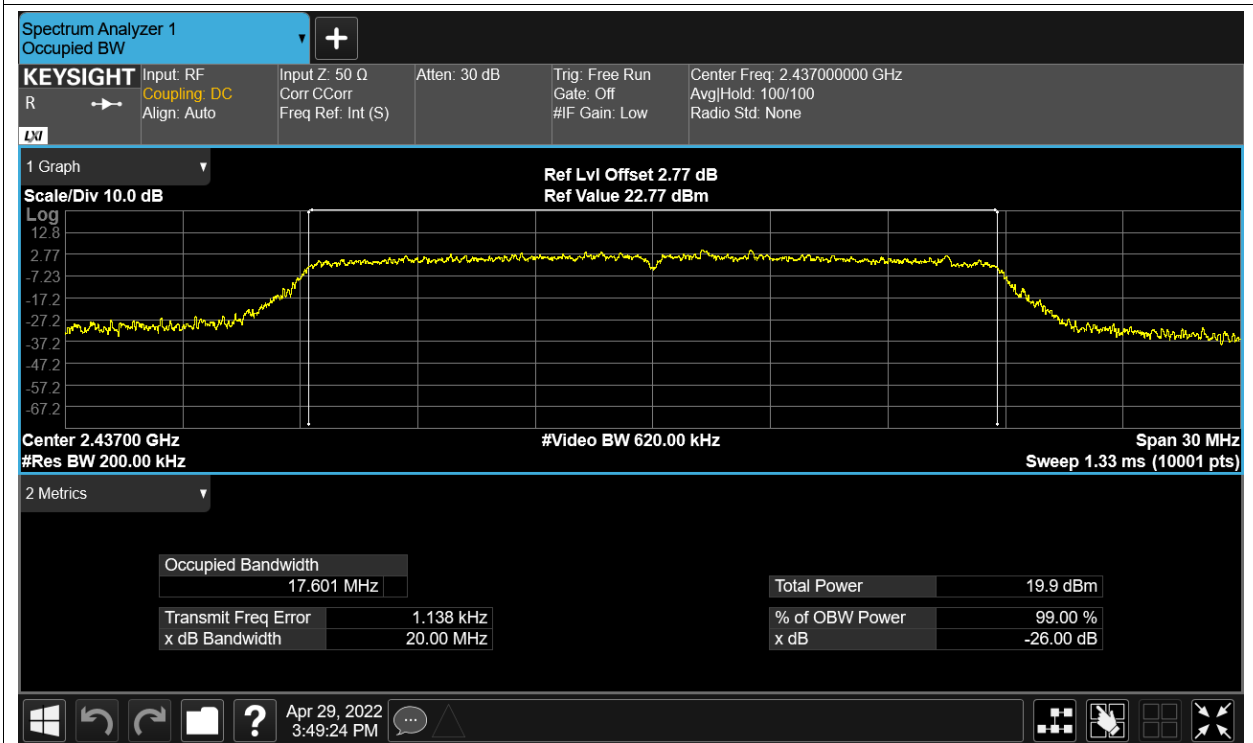 Spectrum Analyzer 1
Occupied BW
KEYSIGHT
R
LXI
Input: RF
Coupling: DC
Align: Auto
Input Z: 50 Ω
Corr CCorr
Freq Ref: Int (S)
Atten: 30 dB
Trig: Free Run
Gate: Off
#IF Gain: Low
Center Freq: 2.437000000 GHz
Avg|Hold: 100/100
Radio Std: None
1 Graph
Scale/Div 10.0 dB
Ref Lvl Offset 2.77 dB
Ref Value 22.77 dBm
Log
12.8
2.77
-7.23
-17.2
-27.2
-37.2
-47.2
-57.2
-67.2
Center 2.43700 GHz
#Video BW 620.00 kHz
Span 30 MHz
#Res BW 200.00 kHz
Sweep 1.33 ms (10001 pts)
2 Metrics
Occupied Bandwidth
17.601 MHz
Total Power 19.9 dBm
Transmit Freq Error 1.138 kHz
% of OBW Power 99.00 %
x dB Bandwidth 20.00 MHz
x dB -26.00 dB
?
Apr 29, 2022
3:49:24 PM